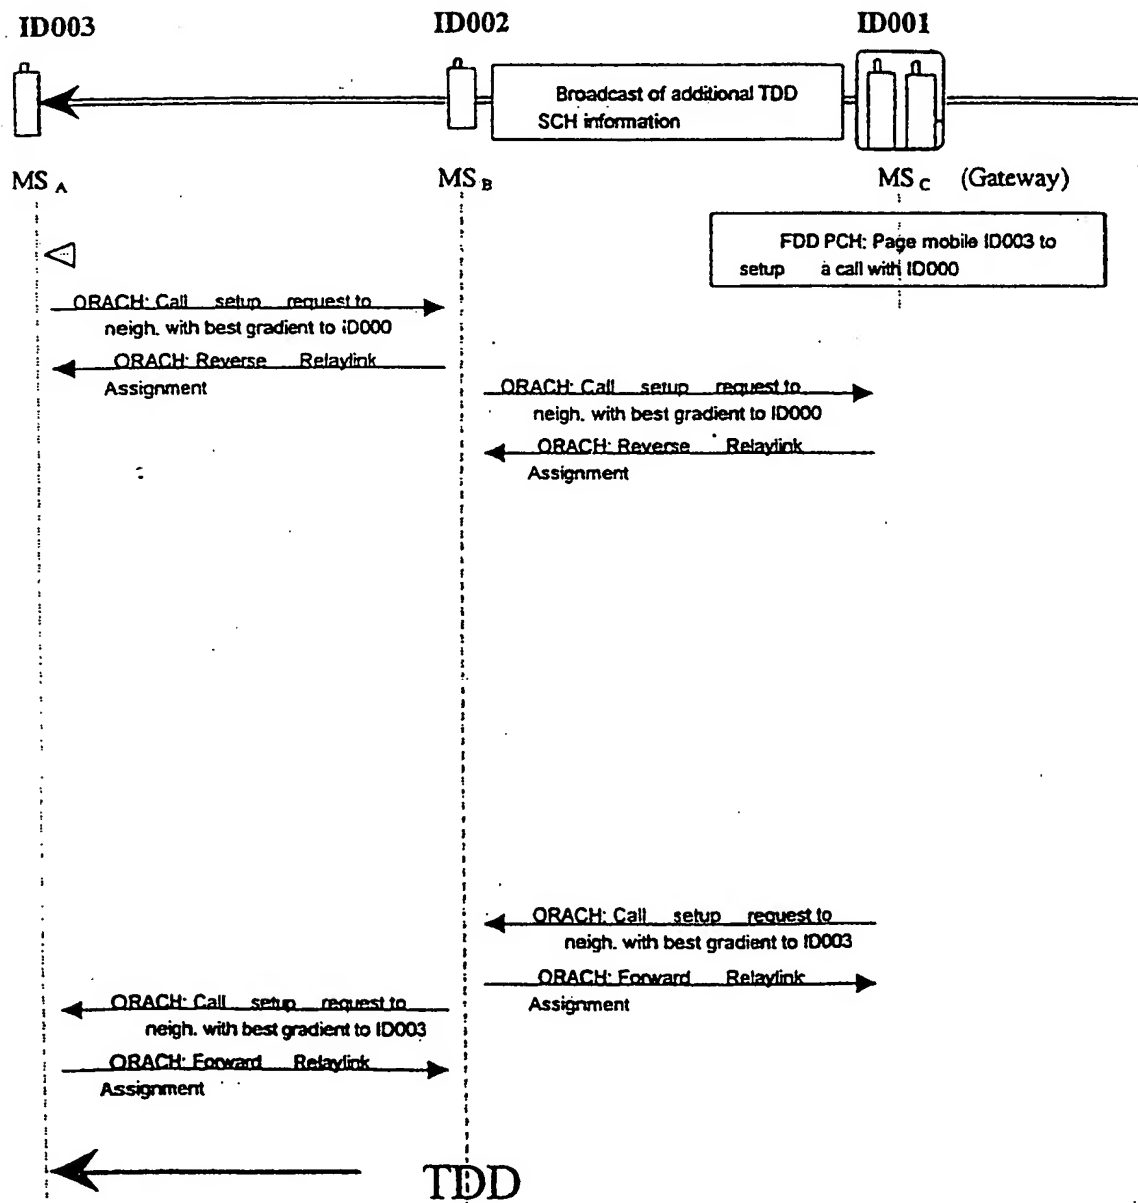 ID003 ID002 ID001
Broadcast of additional TDD
SCH information
MS A MS B MS C (Gateway)
FDD PCH: Page mobile ID003 to
setup a call with ID000
ORACH: Call setup request to
neigh. with best gradient to ID000
ORACH: Reverse Relaylink
Assignment
ORACH: Call setup request to
neigh. with best gradient to ID000
ORACH: Reverse Relaylink
Assignment
ORACH: Call setup request to
neigh. with best gradient to ID003
ORACH: Forward Relaylink
Assignment
ORACH: Call setup request to
neigh. with best gradient to ID003
ORACH: Forward Relaylink
Assignment
TDD